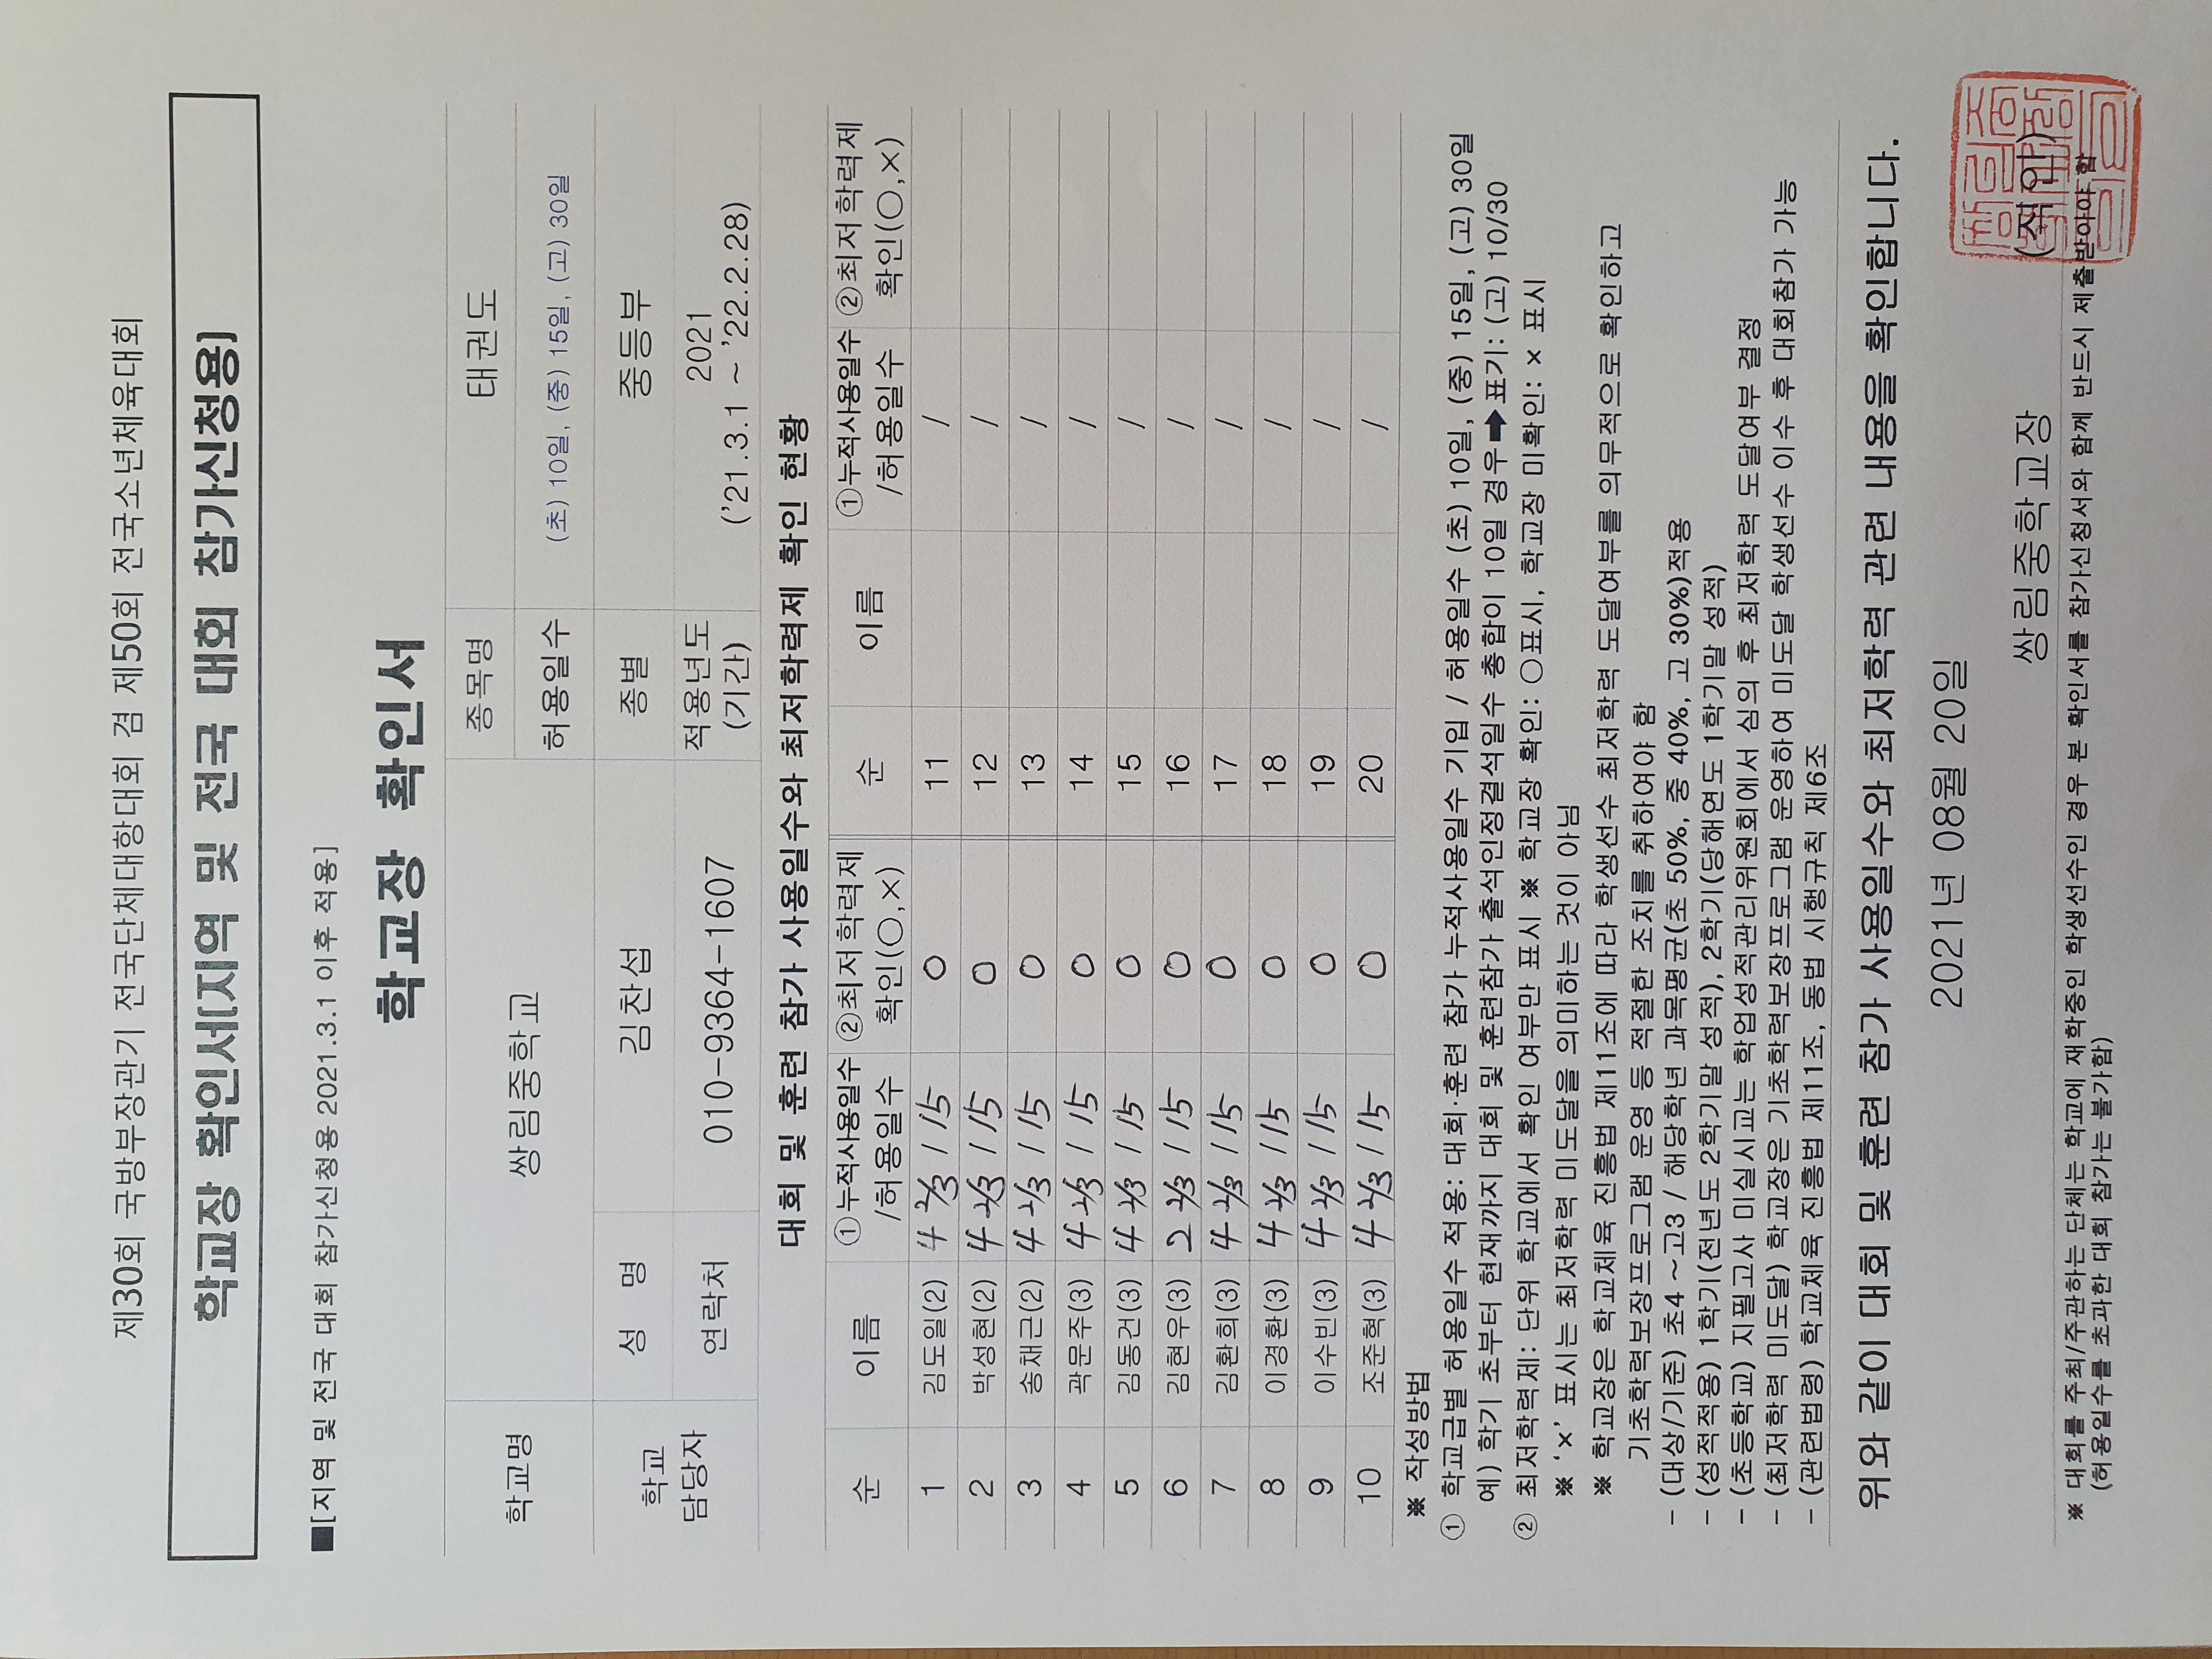 제30회 국방부장관기 전국단체대항대회 겸 제50회 전국소년체육대회
학교장 확인서[지역 및 전국 대회 참가신청용]
■[지역 및 전국 대회 참가신청용 2021.3.1 이후 적용]
학교장 확인서
학교명 쌍림중학교 종목명 태권도
허용일수 (초) 10일, (중) 15일, (고) 30일
학교 담당자 성 명 김찬섭 종별 중등부
연락처 010-9364-1607 적용년도 (기간) 2021 ('21.3.1 ~ '22.2.28)
대회 및 훈련 참가 사용일수와 최저학력제 확인 현황
순 이름 ①누적사용일수 /허용일수 ②최저학력제 확인(○,×) 순 이름 ①누적사용일수 /허용일수 ②최저학력제 확인(○,×)
1 김도일(2) 4 2/3 / 15 ○ 11 /
2 박성현(2) 4 2/3 / 15 ○ 12 /
3 송채근(2) 4 2/3 / 15 ○ 13 /
4 곽문주(3) 4 2/3 / 15 ○ 14 /
5 김동건(3) 4 2/3 / 15 ○ 15 /
6 김현우(3) 2 2/3 / 15 ○ 16 /
7 김환희(3) 4 2/3 / 15 ○ 17 /
8 이경환(3) 4 2/3 / 15 ○ 18 /
9 이수빈(3) 4 2/3 / 15 ○ 19 /
10 조준혁(3) 4 2/3 / 15 ○ 20 /
※ 작성방법
① 학교급별 허용일수 적용: 대회·훈련 참가 누적사용일수 기입 / 허용일수 (초) 10일, (중) 15일, (고) 30일
예) 학기 초부터 현재까지 대회 및 훈련참가 출석인정결석일수 총합이 10일 경우 ➡표기: (고) 10/30
② 최저학력제: 단위 학교에서 확인 여부만 표시 ※ 학교장 확인: ○표시, 학교장 미확인: × 표시
※ '×' 표시는 최저학력 미도달을 의미하는 것이 아님
※ 학교장은 학교체육 진흥법 제11조에 따라 학생선수 최저학력 도달여부를 의무적으로 확인하고
기초학력보장프로그램 운영 등 적절한 조치를 취하여야 함
- (대상/기준) 초4 ~고3 / 해당학년 과목평균(초 50%, 중 40%, 고 30%)적용
- (성적적용) 1학기(전년도 2학기말 성적), 2학기(당해연도 1학기말 성적)
- (초등학교) 지필고사 미실시교는 학업성적관리위원회에서 심의 후 최저학력 도달여부 결정
- (최저학력 미도달) 학교장은 기초학력보장프로그램 운영하여 미도달 학생선수 이수 후 대회참가 가능
- (관련법령) 학교체육 진흥법 제11조, 동법 시행규칙 제6조
위와 같이 대회 및 훈련 참가 사용일수와 최저학력 관련 내용을 확인합니다.
2021년 08월 20일
쌍림중학교장 (직인)
※ 대회를 주최/주관하는 단체는 학교에 재학중인 학생선수인 경우 본 확인서를 참가신청서와 함께 반드시 제출받아야 함
(허용일수를 초과한 대회 참가는 불가함)